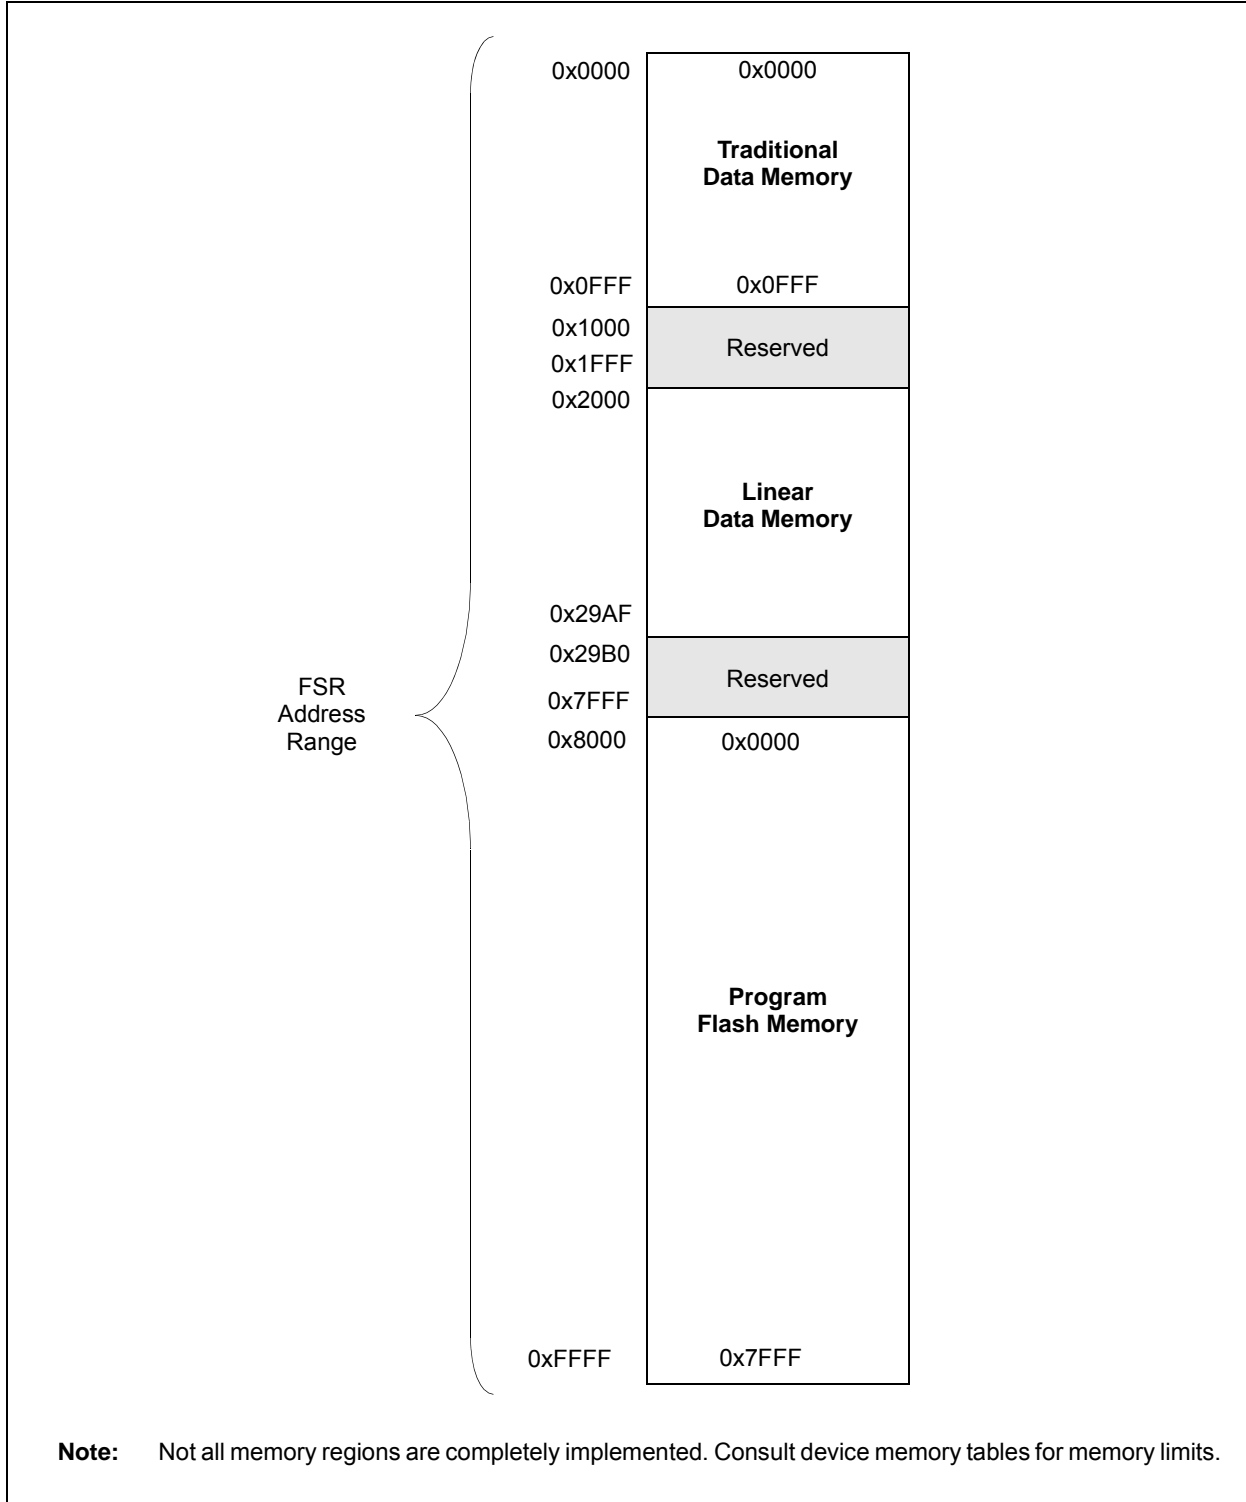 0x0000 0x0000
Traditional
Data Memory
0x0FFF 0x0FFF
0x1000
Reserved
0x1FFF
0x2000
Linear
Data Memory
0x29AF
0x29B0
Reserved
0x7FFF
FSR
Address
Range
0x8000 0x0000
Program
Flash Memory
0xFFFF 0x7FFF
Note: Not all memory regions are completely implemented. Consult device memory tables for memory limits.